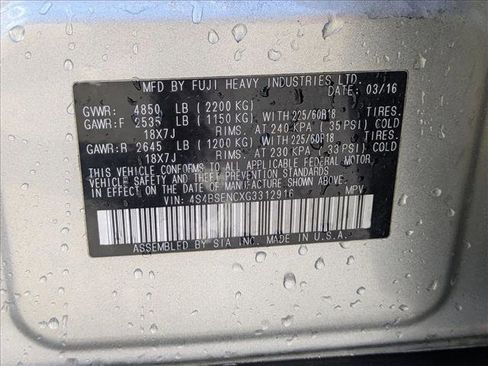 MFD BY FUJI HEAVY INDUSTRIES LTD.
DATE: 03/16
GVWR: 4850 LB (2200 KG)
GAWR:F 2535 LB (1150 KG) WITH 225/60R18 TIRES.
18X7J RIMS. AT 240 KPA (35 PSI) COLD
GAWR:R 2645 LB (1200 KG) WITH 225/60R18 TIRES.
18X7J RIMS. AT 230 KPA (33 PSI) COLD
THIS VEHICLE CONFORMS TO ALL APPLICABLE FEDERAL MOTOR
VEHICLE SAFETY AND THEFT PREVENTION STANDARDS IN EFFECT
ON THE DATE OF MANUFACTURE SHOWN ABOVE.
VIN: 4S4BSENCXG3312916 MPV
ASSEMBLED BY SIA INC. MADE IN U.S.A.